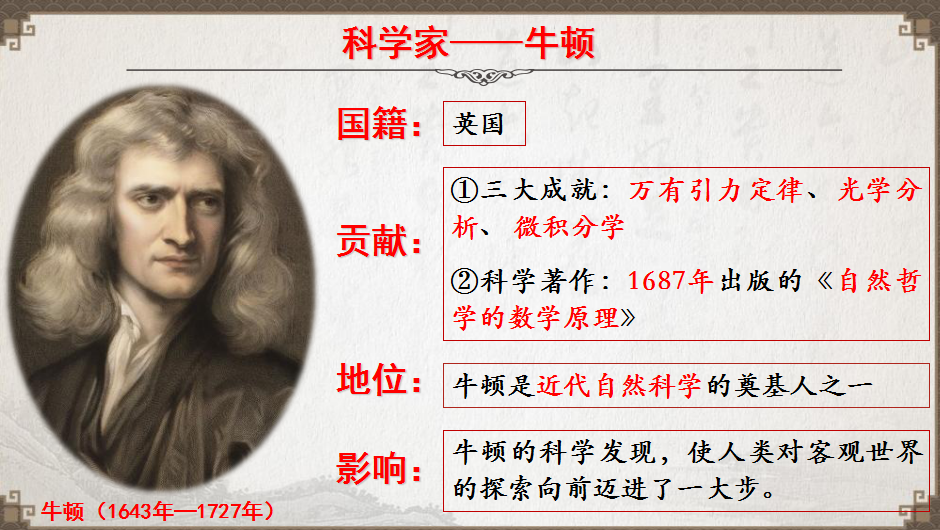 科学家——牛顿
国籍：
英国
贡献：
①三大成就：万有引力定律、光学分
析、微积分学
②科学著作：1687年出版的《自然哲
学的数学原理》
地位：
牛顿是近代自然科学的奠基人之一
影响：
牛顿的科学发现，使人类对客观世界
的探索向前迈进了一大步。
牛顿（1643年—1727年）